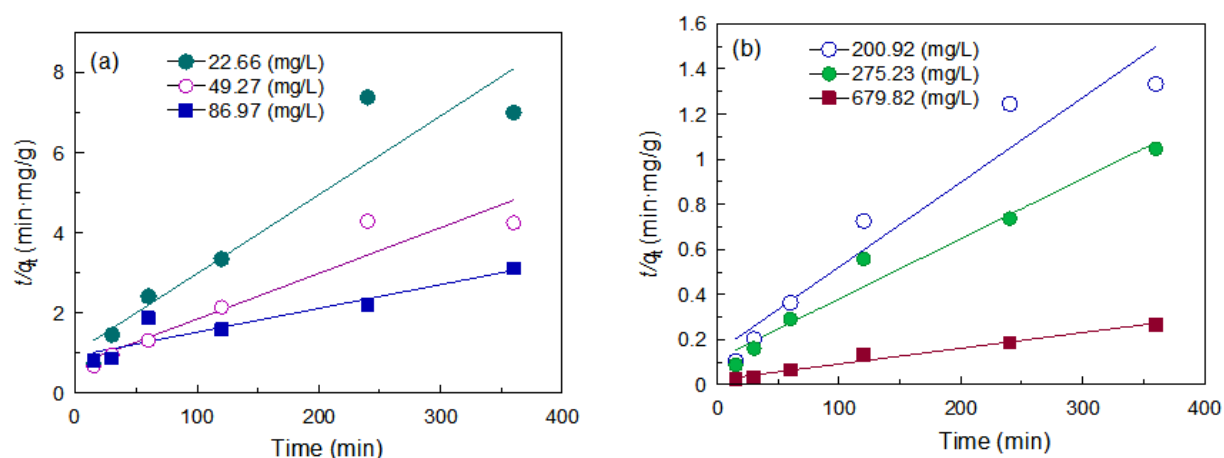 (a)
22.66 (mg/L)
49.27 (mg/L)
86.97 (mg/L)
t/qt (min·mg/g)
8
6
4
2
0
0 100 200 300 400
Time (min)
(b)
200.92 (mg/L)
275.23 (mg/L)
679.82 (mg/L)
t/qt (min·mg/g)
1.6
1.4
1.2
1
0.8
0.6
0.4
0.2
0
0 100 200 300 400
Time (min)